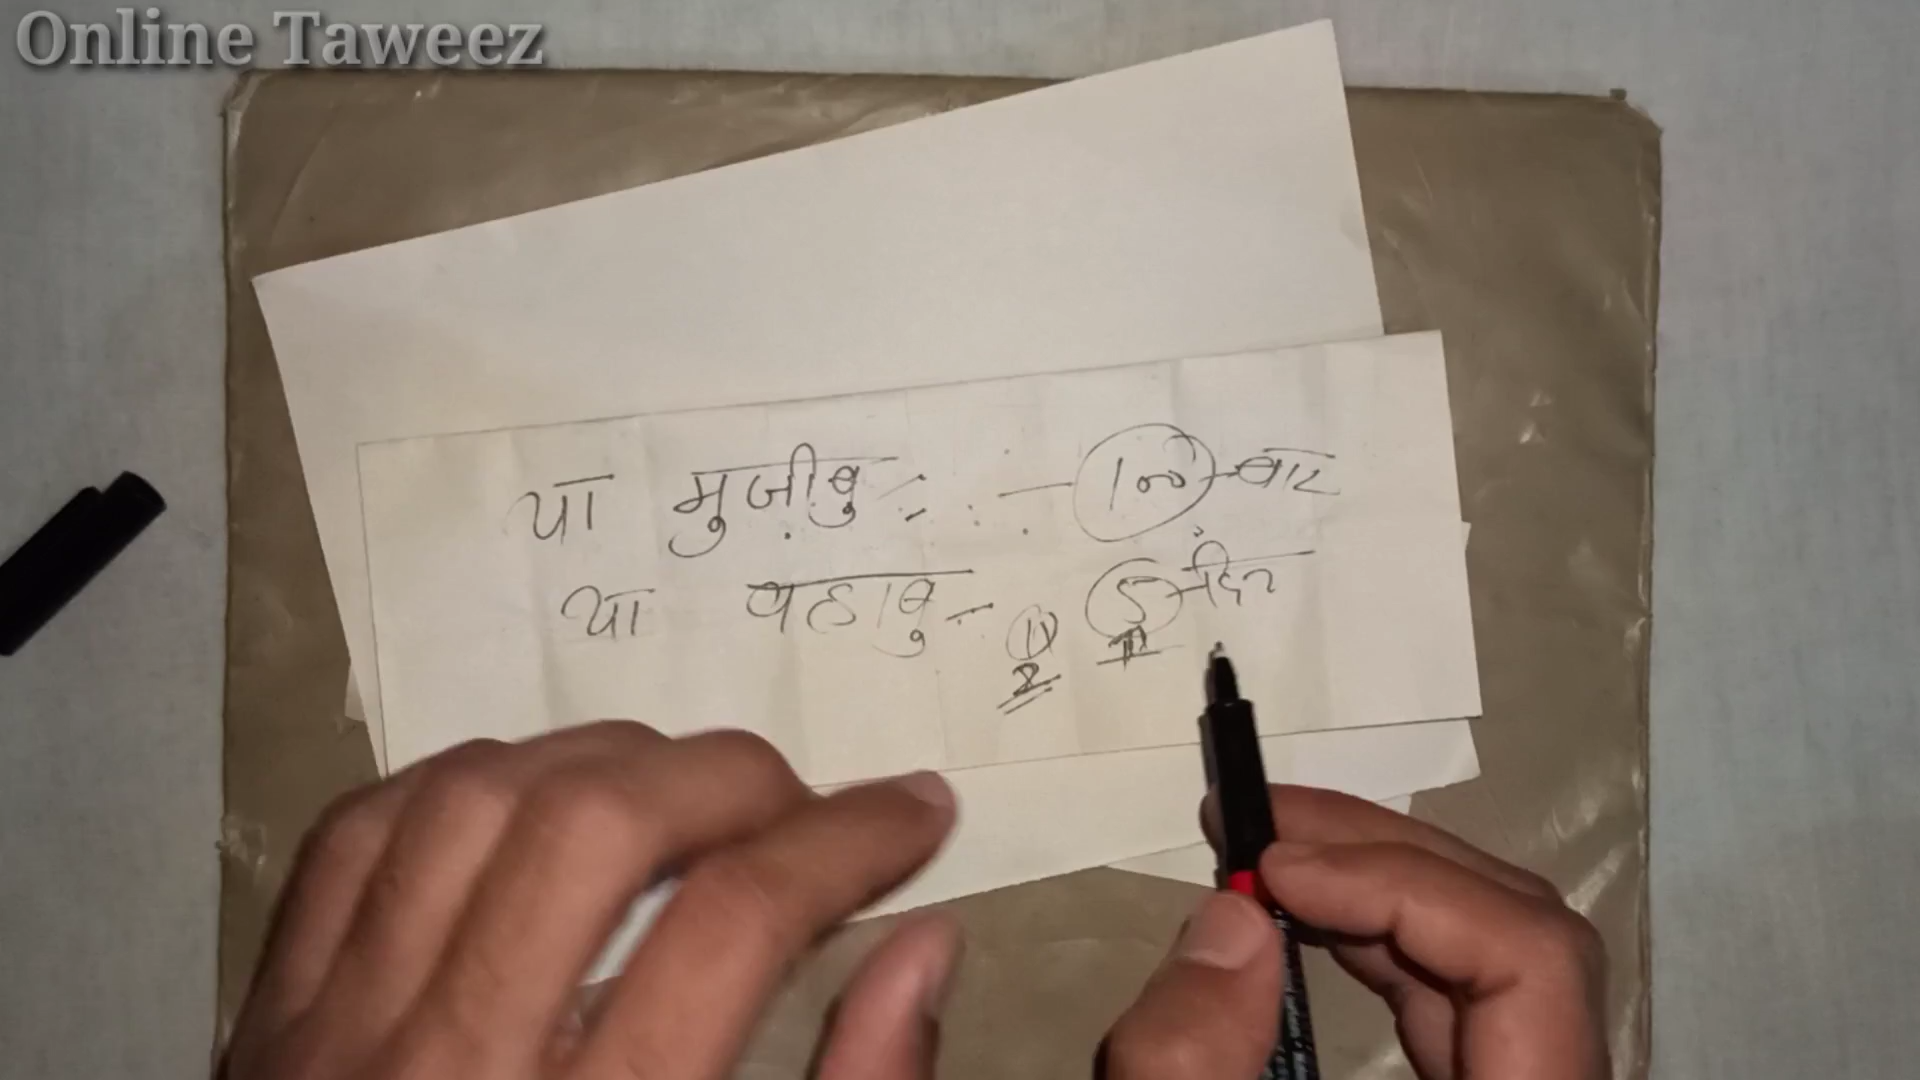 Online Taweez
या मुजीबु :- 100 बार
या वहाबु :- 5 दिन
11